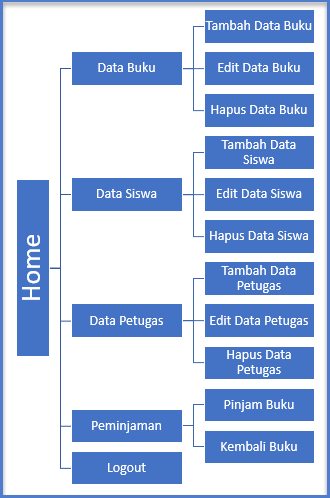 Home
Data Buku
Tambah Data Buku
Edit Data Buku
Hapus Data Buku
Data Siswa
Tambah Data
Siswa
Edit Data Siswa
Hapus Data Siswa
Data Petugas
Tambah Data
Petugas
Edit Data Petugas
Hapus Data
Petugas
Peminjaman
Pinjam Buku
Kembali Buku
Logout